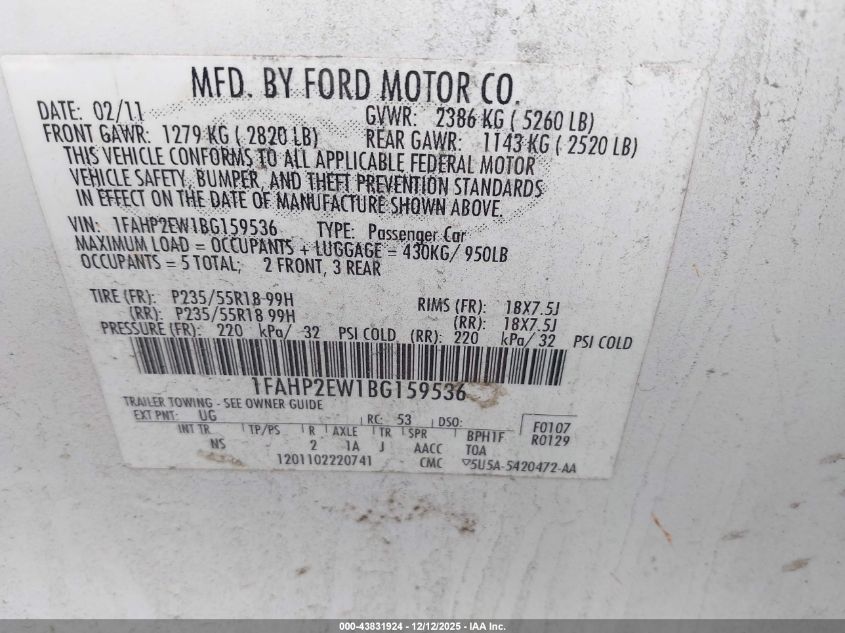 MFD. BY FORD MOTOR CO.
DATE: 02/11 GVWR: 2386 KG ( 5260 LB)
FRONT GAWR: 1279 KG ( 2820 LB) REAR GAWR: 1143 KG ( 2520 LB)
THIS VEHICLE CONFORMS TO ALL APPLICABLE FEDERAL MOTOR
VEHICLE SAFETY, BUMPER, AND THEFT PREVENTION STANDARDS
IN EFFECT ON THE DATE OF MANUFACTURE SHOWN ABOVE.
VIN: 1FAHP2EW1BG159536 TYPE: Passenger Car
MAXIMUM LOAD = OCCUPANTS + LUGGAGE = 430KG/ 950LB
OCCUPANTS = 5 TOTAL; 2 FRONT, 3 REAR
TIRE (FR): P235/55R18 99H RIMS (FR): 18X7.5J
(RR): P235/55R18 99H (RR): 18X7.5J
PRESSURE (FR): 220 kPa/ 32 PSI COLD (RR): 220 kPa/ 32 PSI COLD
1FAHP2EW1BG159536
TRAILER TOWING - SEE OWNER GUIDE
EXT PNT: UG RC: 53 DSO: F0107
INT TR TP/PS R AXLE TR SPR BPH1F R0129
NS 2 1A J AACC TOA
1201102220741 CMC 5U5A-5420472-AA
000-43831924 - 12/12/2025 - IAA Inc.